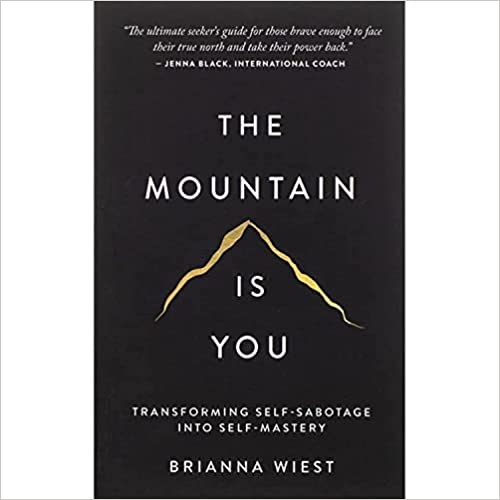 "The ultimate seeker's guide for those brave enough to face
their true north and take their power back."
— JENNA BLACK, INTERNATIONAL COACH
THE
MOUNTAIN
IS
YOU
TRANSFORMING SELF-SABOTAGE
INTO SELF-MASTERY
BRIANNA WIEST